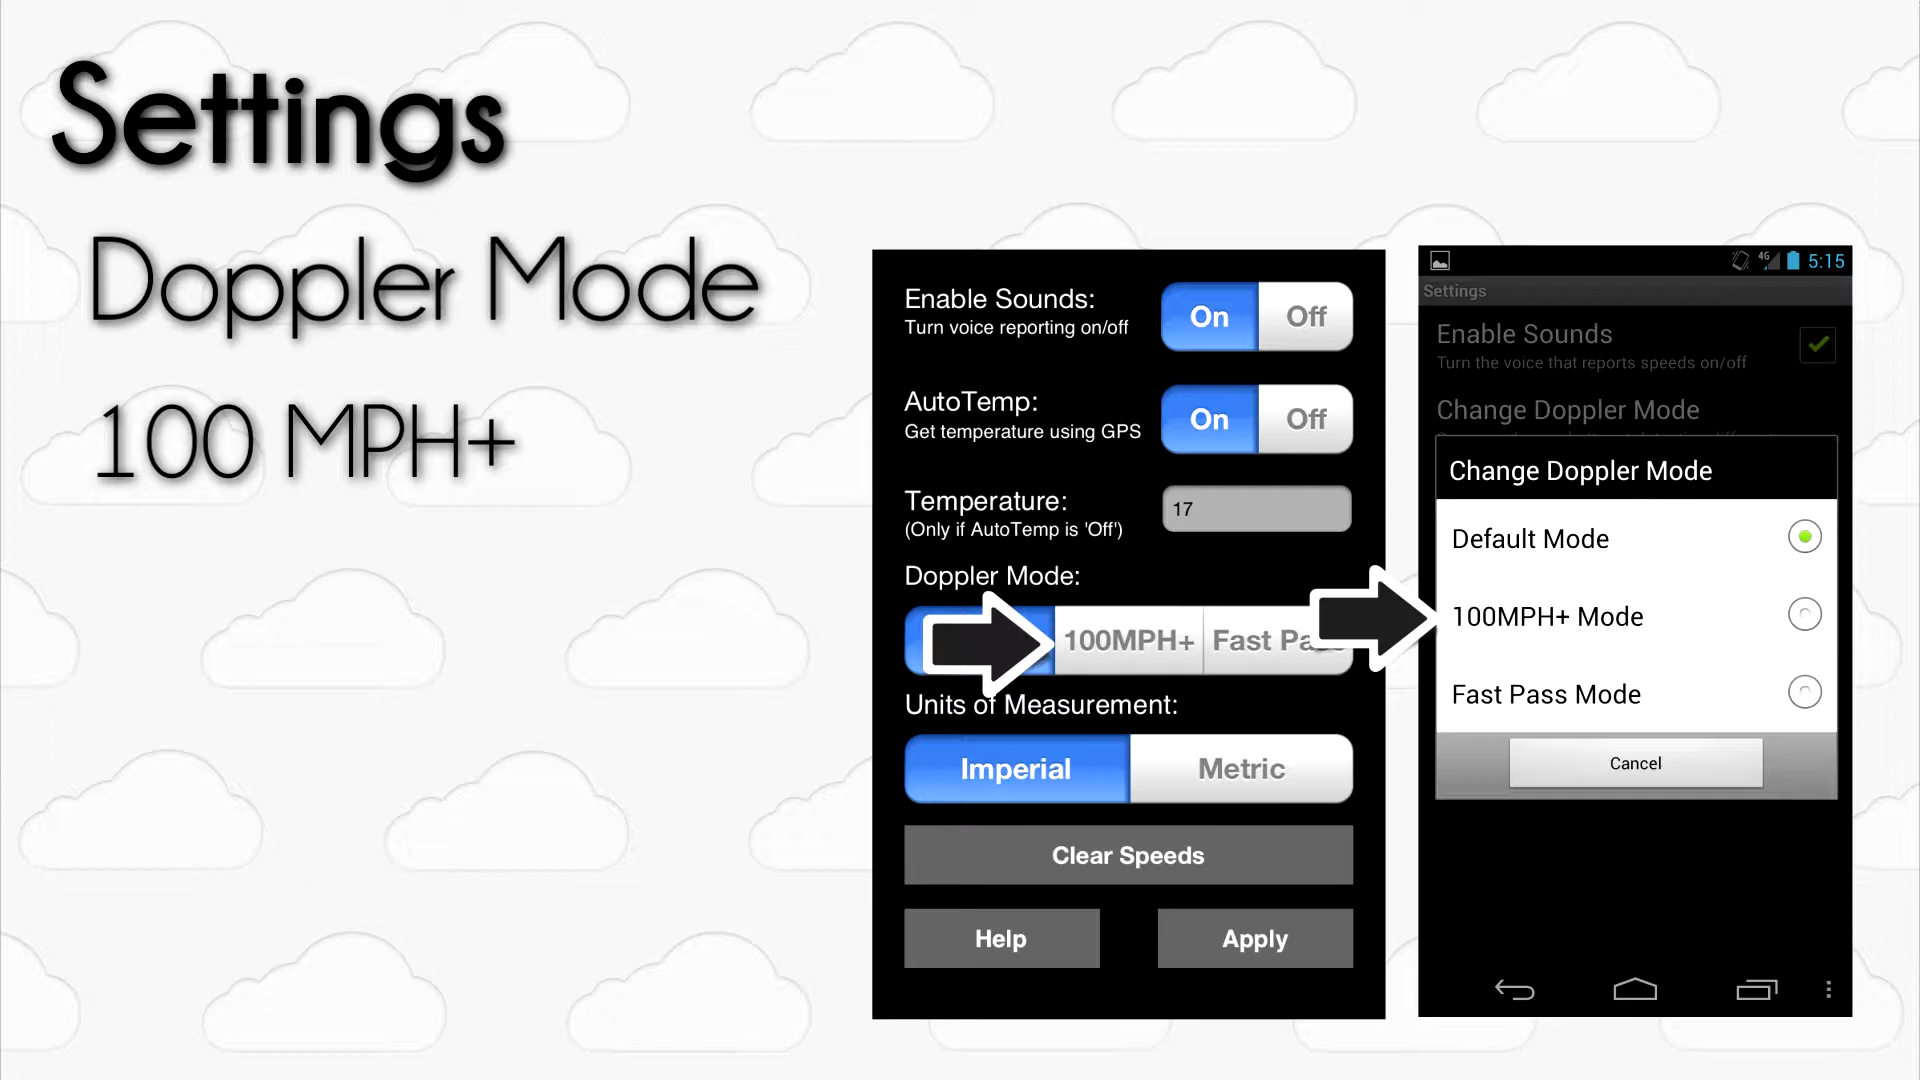 Settings
Doppler Mode
100 MPH+
Enable Sounds:
Turn voice reporting on/off
On Off
AutoTemp:
Get temperature using GPS
On Off
Temperature:
(Only if AutoTemp is 'Off')
17
Doppler Mode:
100MPH+ Fast
Units of Measurement:
Imperial Metric
Clear Speeds
Help Apply
4G 5:15
Settings
Enable Sounds
Turn the voice that reports speeds on/off
Change Doppler Mode
Change Doppler Mode
Default Mode
100MPH+ Mode
Fast Pass Mode
Cancel